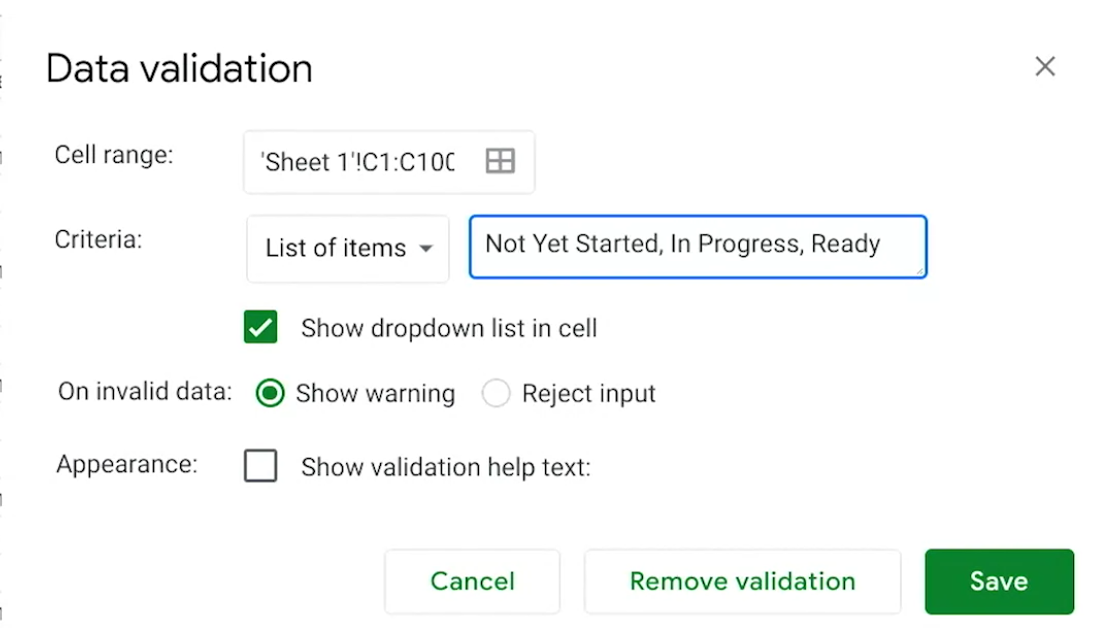 Data validation
Cell range: 'Sheet 1'!C1:C100
Criteria: List of items Not Yet Started, In Progress, Ready
Show dropdown list in cell
On invalid data: Show warning Reject input
Appearance: Show validation help text:
Cancel Remove validation Save